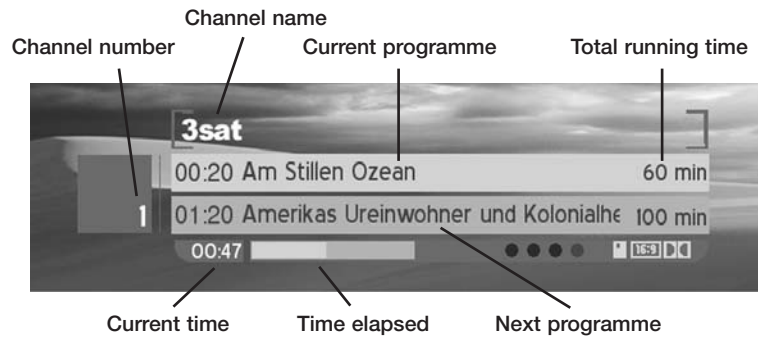 Channel name
Channel number
Current programme
Total running time
3sat
00:20 Am Stillen Ozean 60 min
1
01:20 Amerikas Ureinwohner und Kolonialhe 100 min
00:47
16:9
Current time
Time elapsed
Next programme